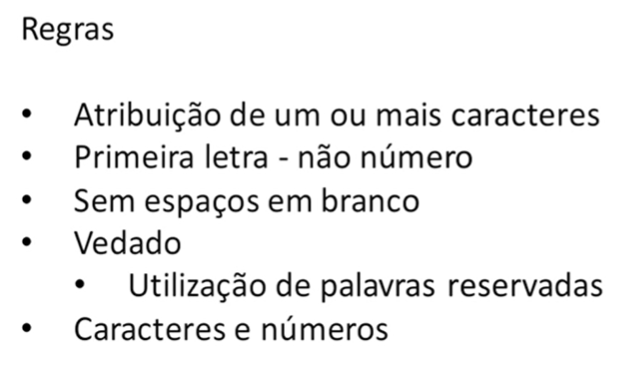 Regras
• Atribuição de um ou mais caracteres
• Primeira letra - não número
• Sem espaços em branco
• Vedado
• Utilização de palavras reservadas
• Caracteres e números